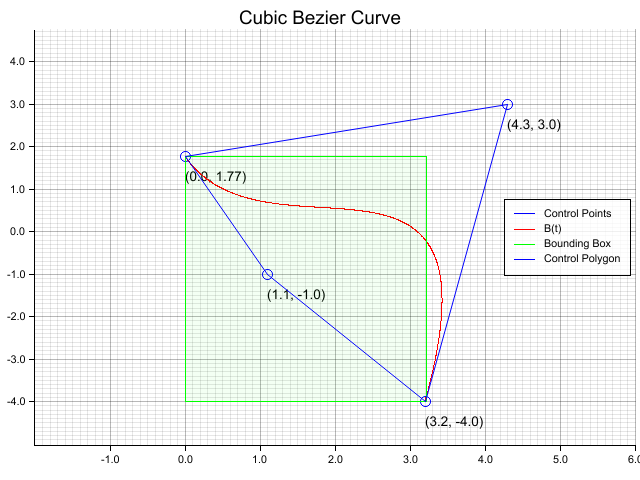 Cubic Bezier Curve
4.0
3.0
(4.3, 3.0)
2.0
(0.0, 1.77)
1.0
Control Points
B(t)
Bounding Box
Control Polygon
0.0
-1.0
(1.1, -1.0)
-2.0
-3.0
-4.0
(3.2, -4.0)
-1.0 0.0 1.0 2.0 3.0 4.0 5.0 6.0